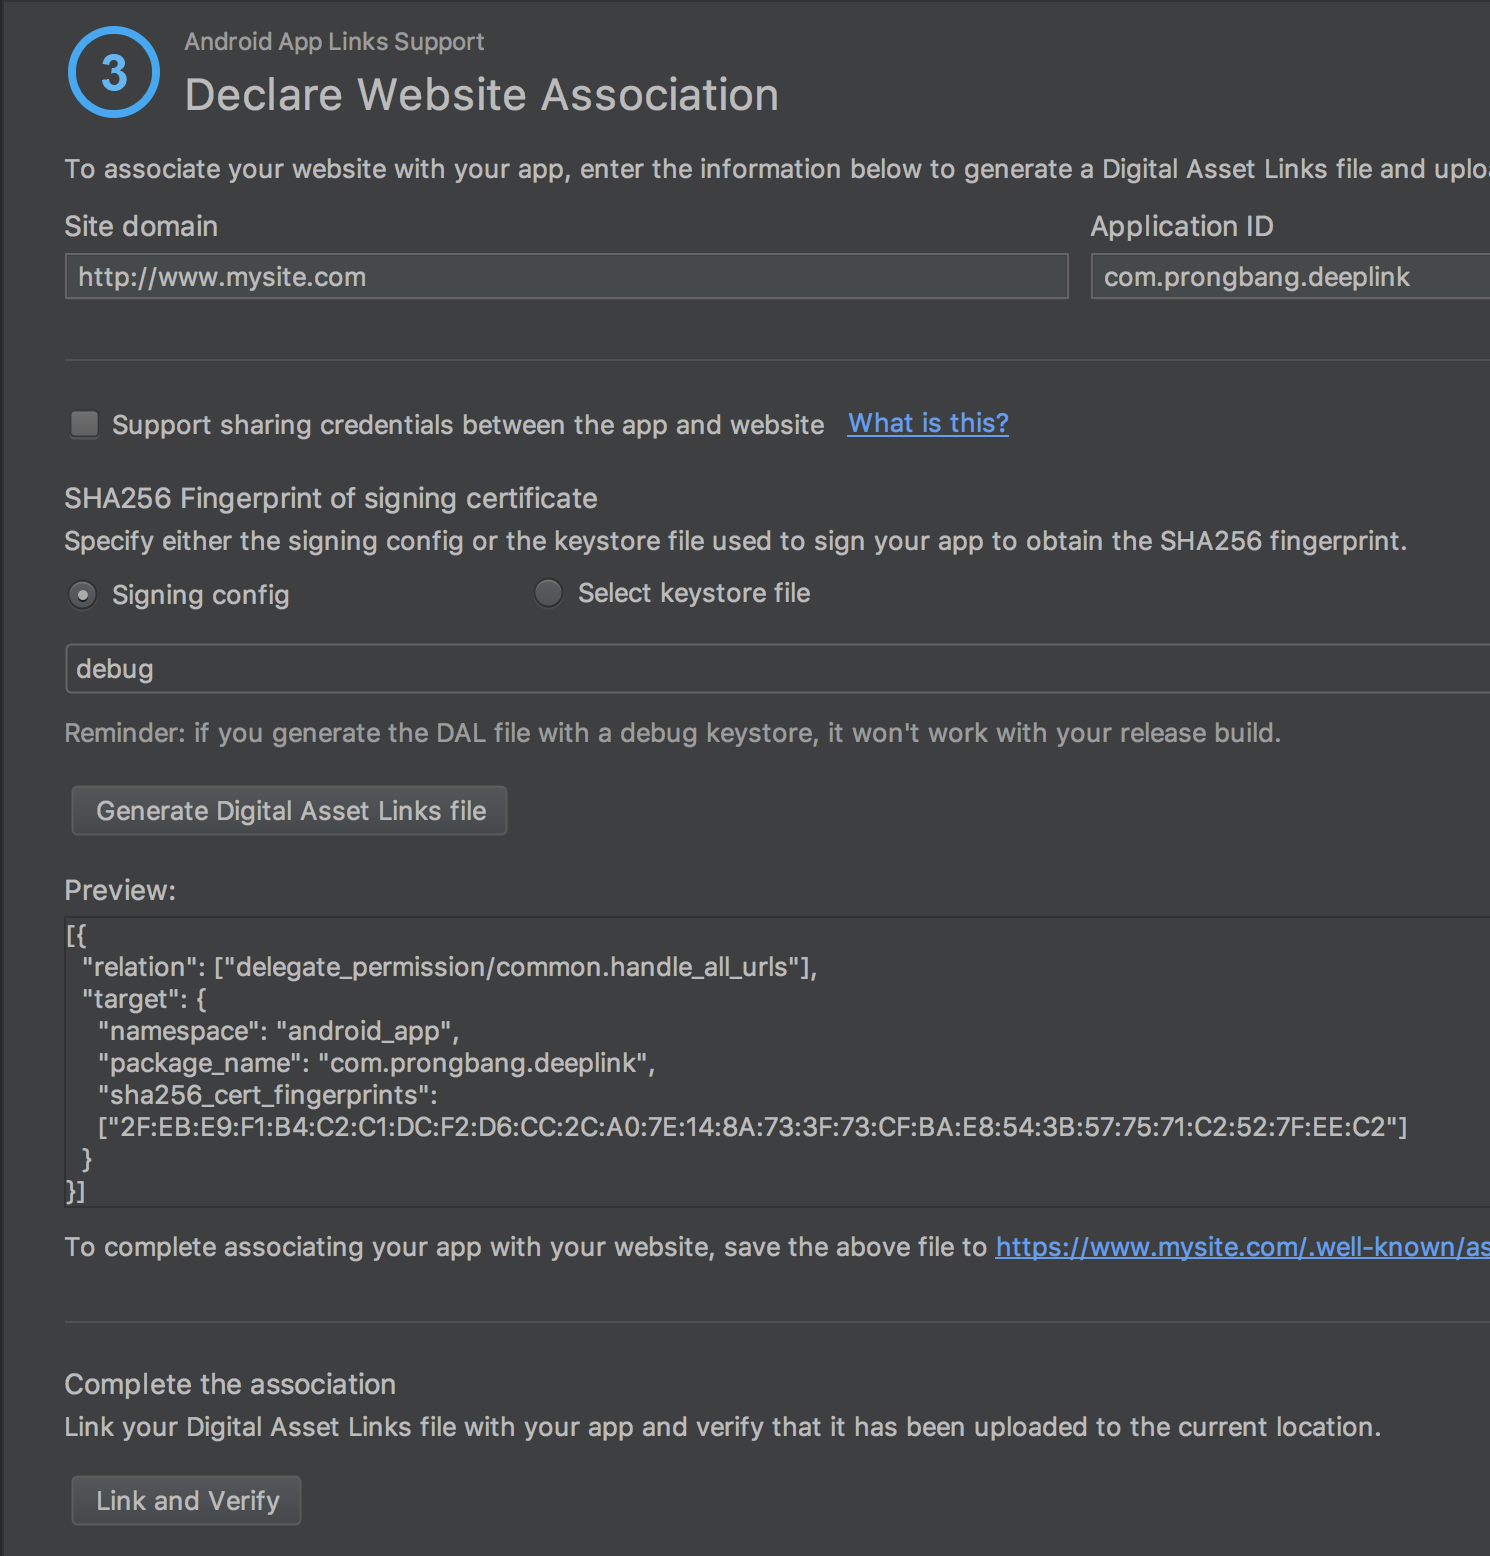 3
Android App Links Support
Declare Website Association
To associate your website with your app, enter the information below to generate a Digital Asset Links file and
Site domain
Application ID
http://www.mysite.com
com.prongbang.deeplink
Support sharing credentials between the app and website What is this?
SHA256 Fingerprint of signing certificate
Specify either the signing config or the keystore file used to sign your app to obtain the SHA256 fingerprint.
Signing config
Select keystore file
debug
Reminder: if you generate the DAL file with a debug keystore, it won't work with your release build.
Generate Digital Asset Links file
Preview:
[{
"relation": ["delegate_permission/common.handle_all_urls"],
"target": {
"namespace": "android_app",
"package_name": "com.prongbang.deeplink",
"sha256_cert_fingerprints":
["2F:EB:E9:F1:B4:C2:C1:DC:F2:D6:CC:2C:A0:7E:14:8A:73:3F:73:CF:BA:E8:54:3B:57:75:71:C2:52:7F:EE:C2"]
}
}]
To complete associating your app with your website, save the above file to https://www.mysite.com/.well-known/as
Complete the association
Link your Digital Asset Links file with your app and verify that it has been uploaded to the current location.
Link and Verify